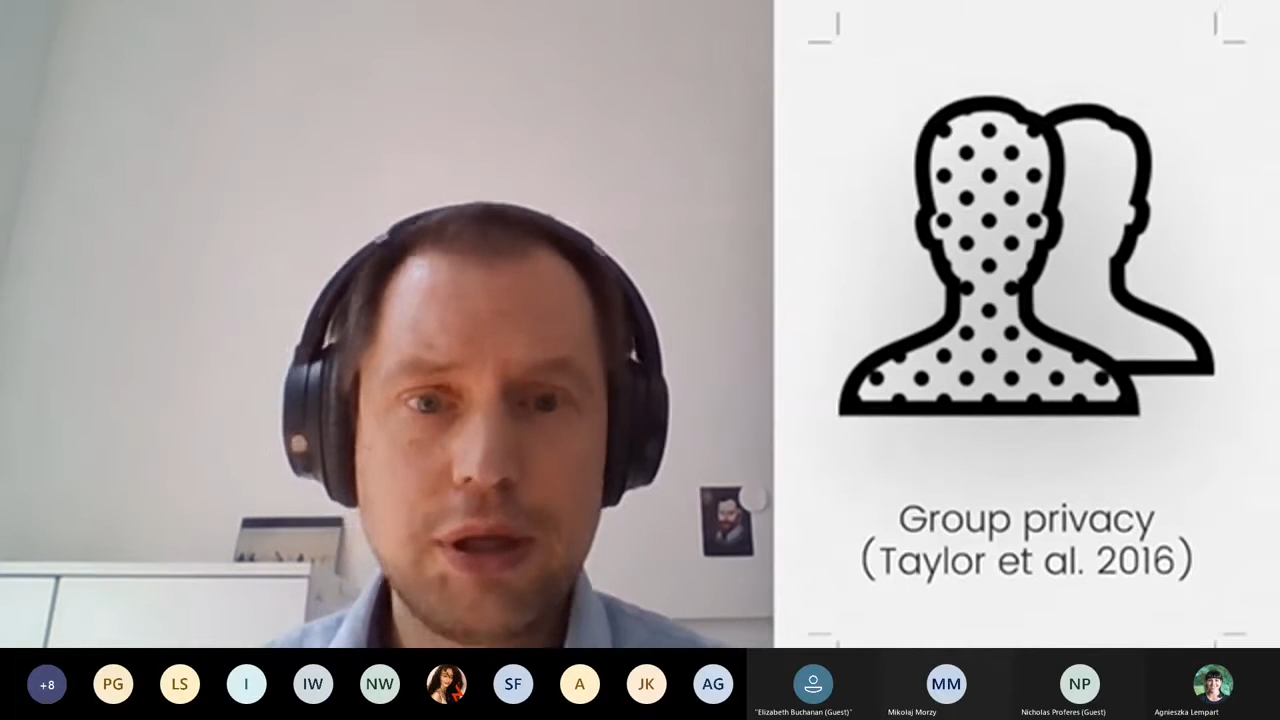 Group privacy
(Taylor et al. 2016)
+8
PG
LS
I
IW
NW
SF
A
JK
AG
MM
NP
"Elizabeth Buchanan (Guest)"
Mikołaj Morzy
Nicholas Proferes (Guest)
Agnieszka Lempart